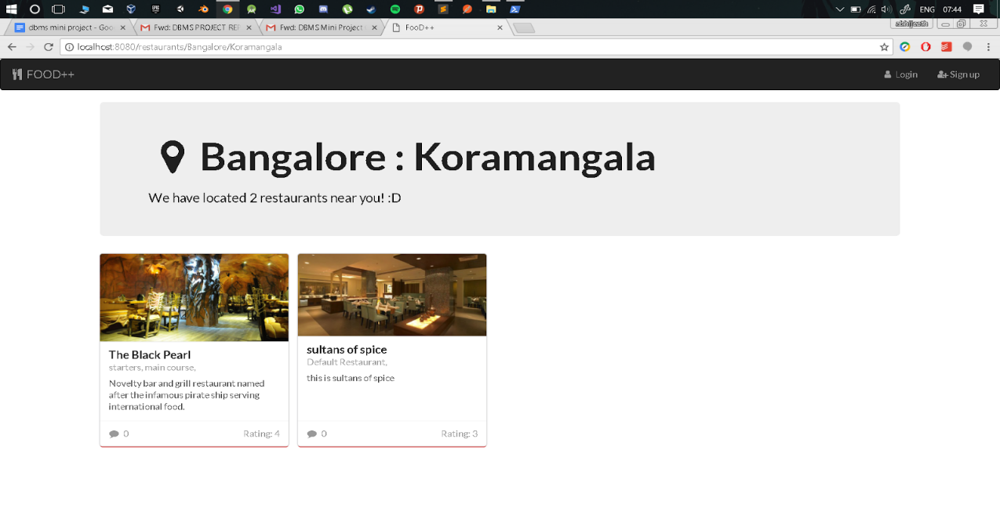 ENG 07:44
dbms mini project - Goo
Fwd: DBMS PROJECT REP
Fwd: DBMS Mini Project
FooD++
abhijeeth
localhost:8080/restaurants/Bangalore/Koramangala
FOOD++
Login
Sign up
Bangalore : Koramangala
We have located 2 restaurants near you! :D
The Black Pearl
starters, main course,
Novelty bar and grill restaurant named
after the infamous pirate ship serving
international food.
0
Rating: 4
sultans of spice
Default Restaurant,
this is sultans of spice
0
Rating: 3